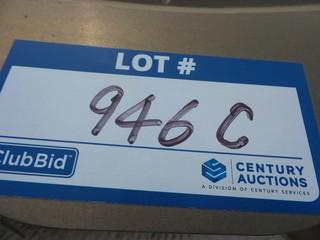 LOT #
946 C
ClubBid
CENTURY
AUCTIONS
A DIVISION OF CENTURY SERVICES